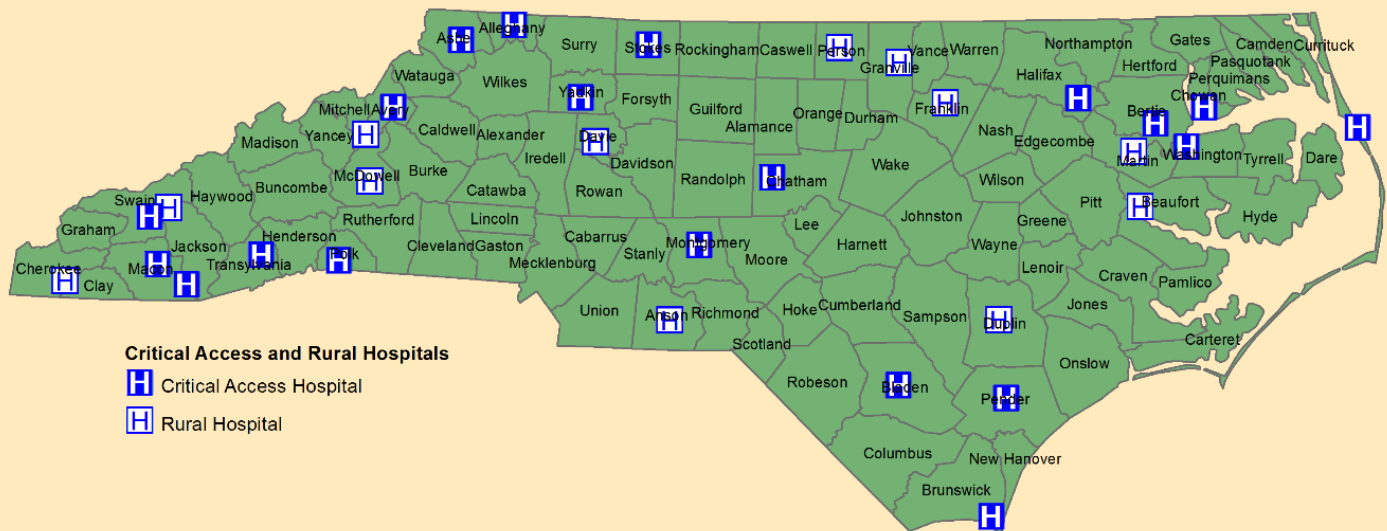 Alleghany
Ashe
Surry
Stokes
Rockingham
Caswell
Person
Granville
Vance
Warren
Northampton
Gates
Camden
Currituck
Pasquotank
Perquimans
Hertford
Halifax
Chowan
Bertie
Watauga
Wilkes
Yadkin
Forsyth
Guilford
Alamance
Orange
Durham
Franklin
Nash
Edgecombe
Martin
Washington
Tyrrell
Dare
Mitchell
Avery
Yancey
Caldwell
Alexander
Davie
Iredell
Davidson
Madison
McDowell
Burke
Catawba
Rowan
Randolph
Chatham
Wake
Wilson
Pitt
Beaufort
Hyde
Swain
Haywood
Buncombe
Graham
Rutherford
Lincoln
Cleveland
Gaston
Cabarrus
Mecklenburg
Stanly
Montgomery
Moore
Lee
Harnett
Johnston
Greene
Wayne
Lenoir
Craven
Pamlico
Jackson
Henderson
Transylvania
Polk
Cherokee
Clay
Macon
Union
Anson
Richmond
Hoke
Cumberland
Sampson
Duplin
Jones
Carteret
Scotland
Onslow
Robeson
Bladen
Pender
Columbus
New Hanover
Brunswick
Critical Access and Rural Hospitals
H Critical Access Hospital
H Rural Hospital